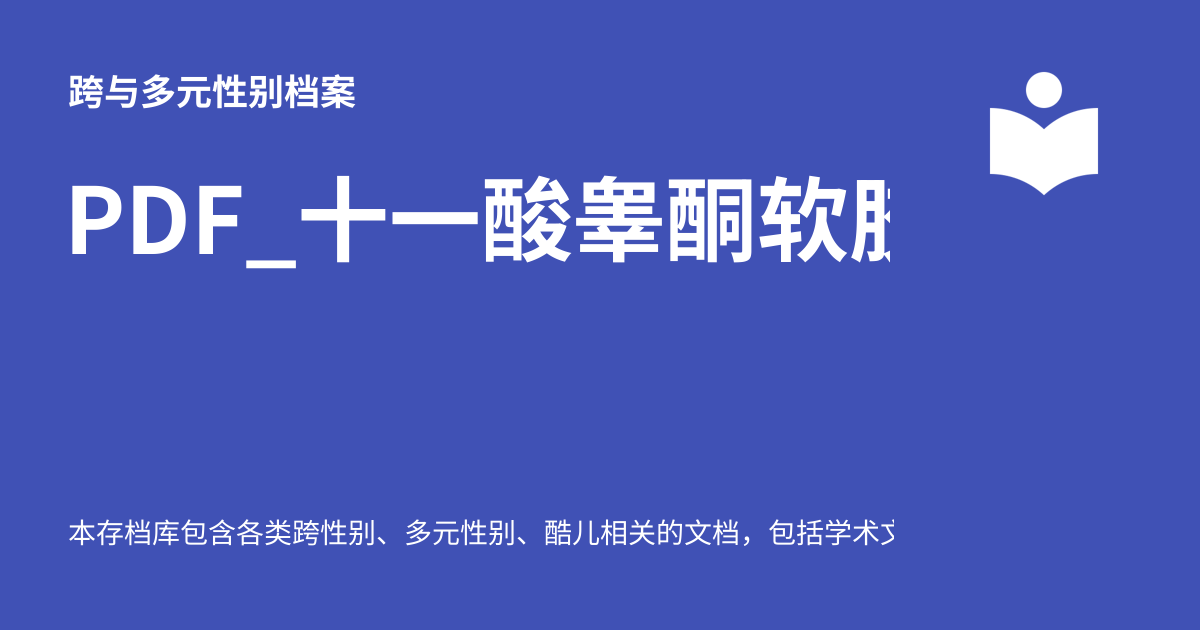 跨与多元性别档案
PDF_十一酸睾酮软
本存档库包含各类跨性别、多元性别、酷儿相关的文档，包括学术